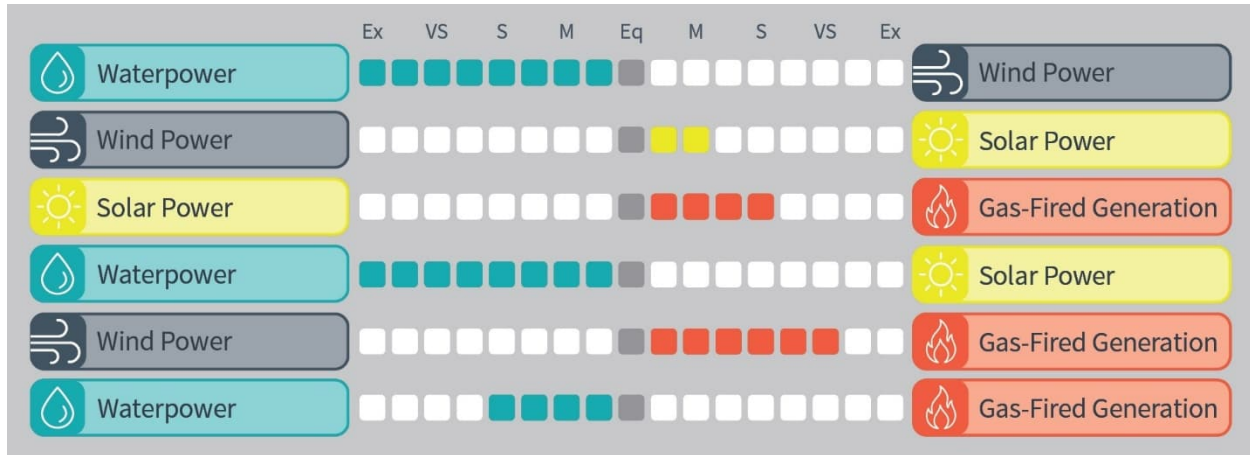 Ex VS S M Eq M S VS Ex
Waterpower Wind Power
Wind Power Solar Power
Solar Power Gas-Fired Generation
Waterpower Solar Power
Wind Power Gas-Fired Generation
Waterpower Gas-Fired Generation